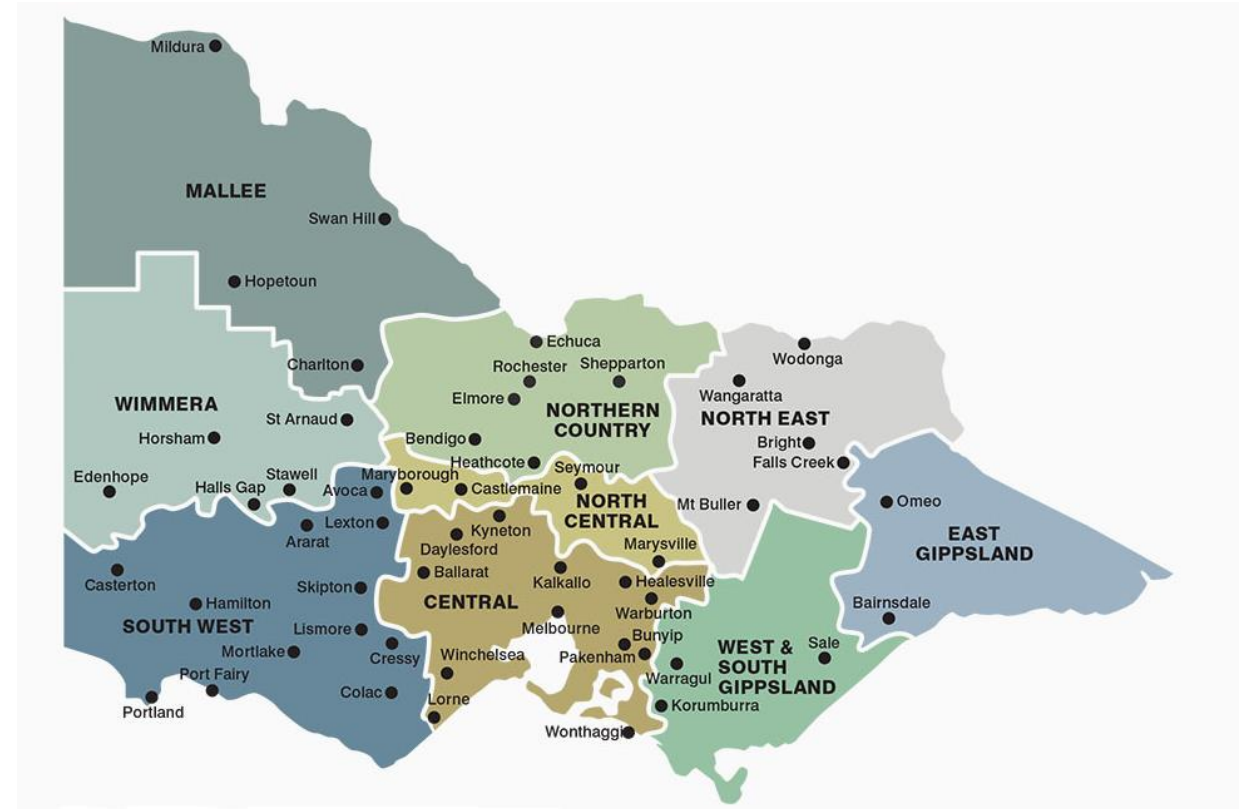 Mildura
MALLEE
Swan Hill
Hopetoun
Charlton
Echuca
Rochester
Shepparton
Elmore
NORTHERN
COUNTRY
Bendigo
Heathcote
Wodonga
Wangaratta
NORTH EAST
Bright
Falls Creek
Mt Buller
WIMMERA
St Arnaud
Horsham
Edenhope
Stawell
Halls Gap
Avoca
Maryborough
Castlemaine
Seymour
NORTH
CENTRAL
Marysville
Omeo
EAST
GIPPSLAND
Bairnsdale
Lexton
Ararat
Casterton
Skipton
Hamilton
SOUTH WEST
Lismore
Mortlake
Cressy
Port Fairy
Colac
Portland
Kyneton
Daylesford
Ballarat
CENTRAL
Kalkallo
Healesville
Warburton
Melbourne
Bunyip
Pakenham
Winchelsea
Lorne
Wonthaggi
WEST &
SOUTH
GIPPSLAND
Sale
Warragul
Korumburra